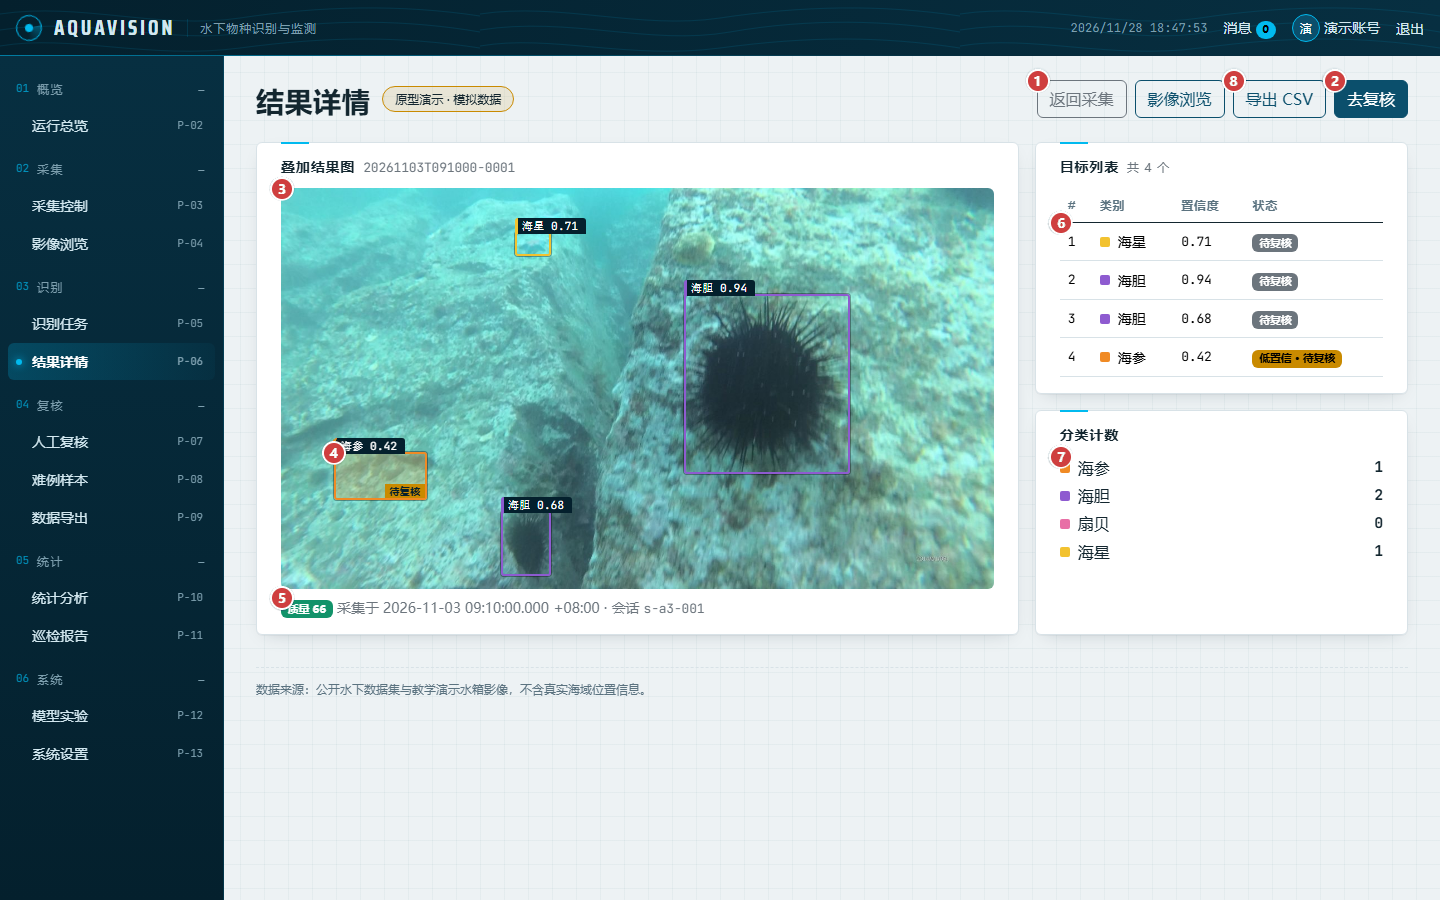 AQUAVISION 水下物种识别与监测 2026/11/28 18:47:53 消息 0 演 演示账号 退出
01 概览 —
运行总览 P-02
02 采集 —
采集控制 P-03
影像浏览 P-04
03 识别 —
识别任务 P-05
结果详情 P-06
04 复核 —
人工复核 P-07
难例样本 P-08
数据导出 P-09
05 统计 —
统计分析 P-10
巡检报告 P-11
06 系统 —
模型实验 P-12
系统设置 P-13
结果详情 原型演示 · 模拟数据
1 返回采集 影像浏览 8 导出 CSV 2 去复核
叠加结果图 20261103T091000-0001
3
海星 0.71
海胆 0.94
4 海参 0.42
待复核
海胆 0.68
5 质量 66 采集于 2026-11-03 09:10:00.000 +08:00 · 会话 s-a3-001
目标列表 共 4 个
# 类别 置信度 状态
6
1 海星 0.71 待复核
2 海胆 0.94 待复核
3 海胆 0.68 待复核
4 海参 0.42 低置信 · 待复核
分类计数
7 海参 1
海胆 2
扇贝 0
海星 1
数据来源：公开水下数据集与教学演示水箱影像，不含真实海域位置信息。